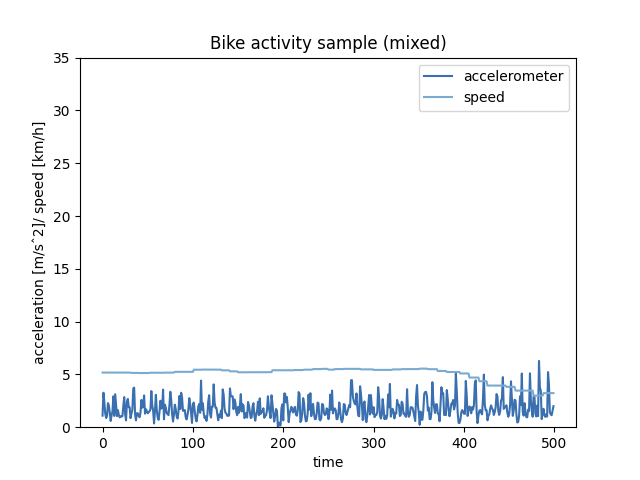 Bike activity sample (mixed)
accelerometer
speed
acceleration [m/sˆ2]/ speed [km/h]
35
30
25
20
15
10
5
0
0 100 200 300 400 500
time